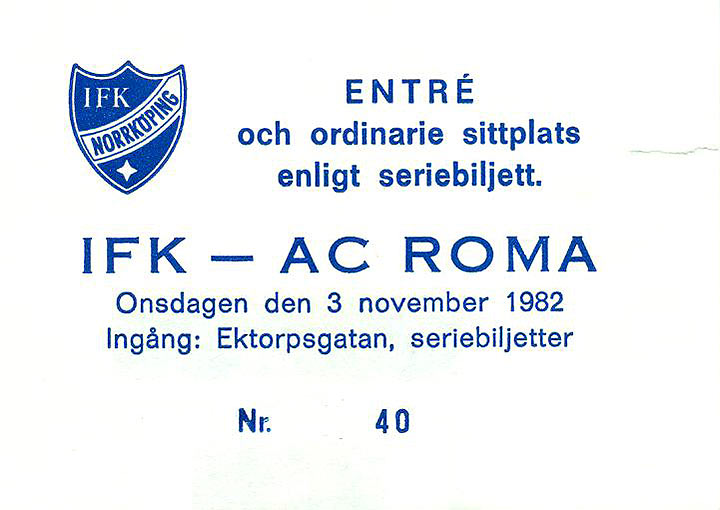 IFK
NORRKÖPING
ENTRÉ
och ordinarie sittplats
enligt seriebiljett.
IFK — AC ROMA
Onsdagen den 3 november 1982
Ingång: Ektorpsgatan, seriebiljetter
Nr. 40